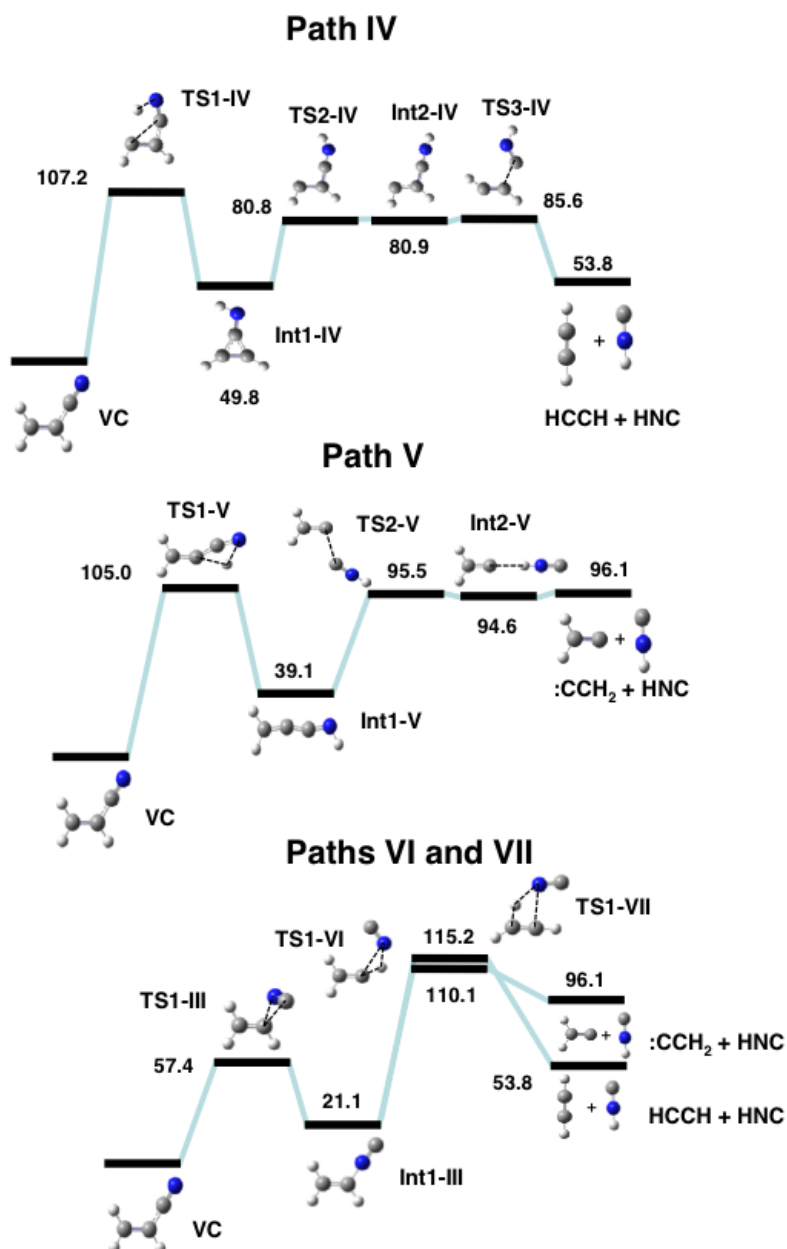 Path IV
TS1-IV
TS2-IV
Int2-IV
TS3-IV
107.2
80.8
85.6
80.9
53.8
Int1-IV
+
49.8
VC
HCCH + HNC
Path V
TS1-V
TS2-V
Int2-V
105.0
95.5
96.1
94.6
39.1
+
:CCH₂ + HNC
Int1-V
VC
Paths VI and VII
TS1-VII
TS1-VI
115.2
TS1-III
110.1
96.1
57.4
+
:CCH₂ + HNC
21.1
53.8
+
HCCH + HNC
Int1-III
VC